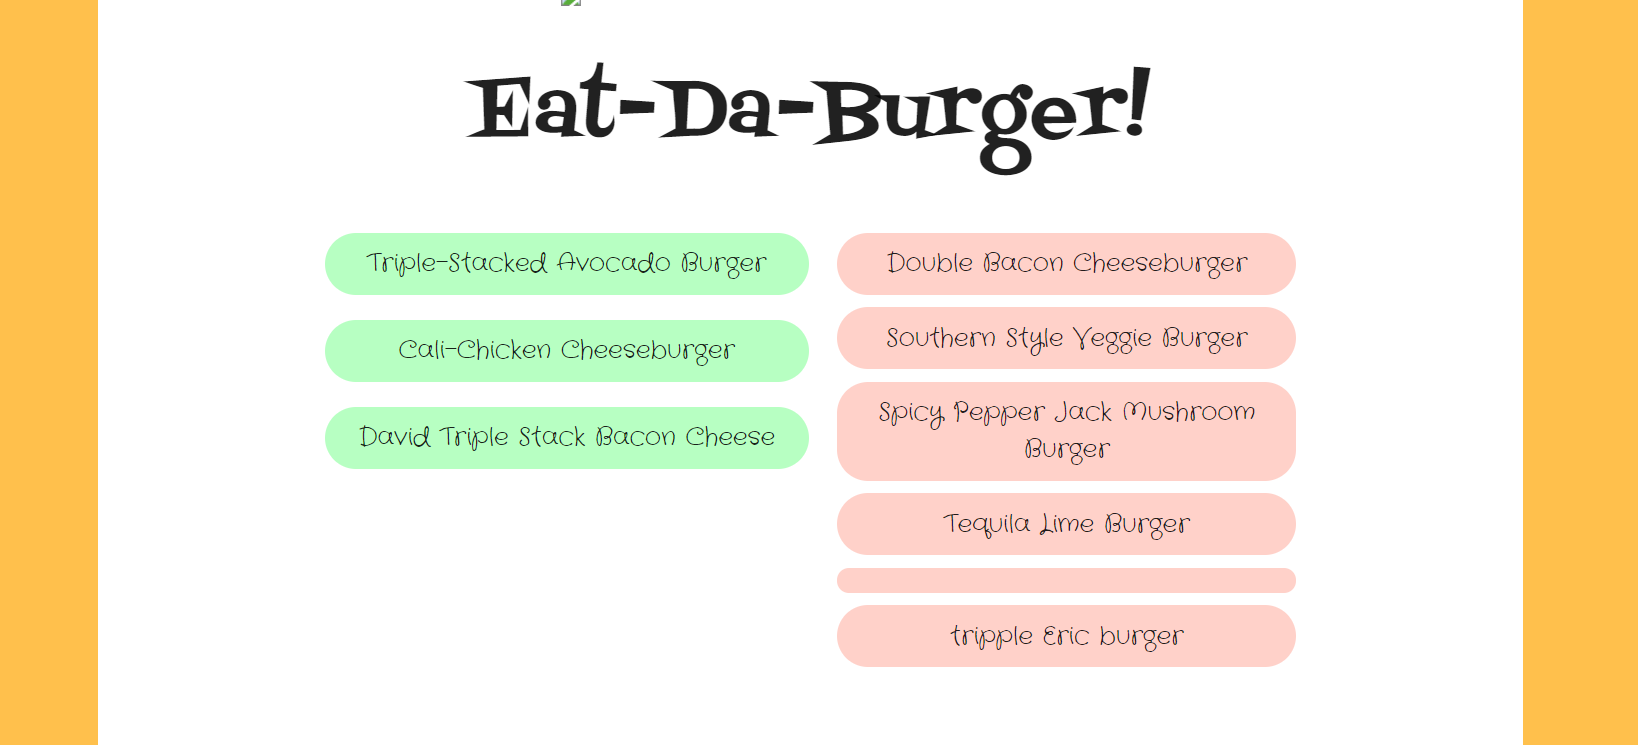 Eat-Da-Burger!
Triple-Stacked Avocado Burger
Cali-Chicken Cheeseburger
David Triple Stack Bacon Cheese
Double Bacon Cheeseburger
Southern Style Veggie Burger
Spicy Pepper Jack Mushroom
Burger
Tequila Lime Burger
tripple Eric burger